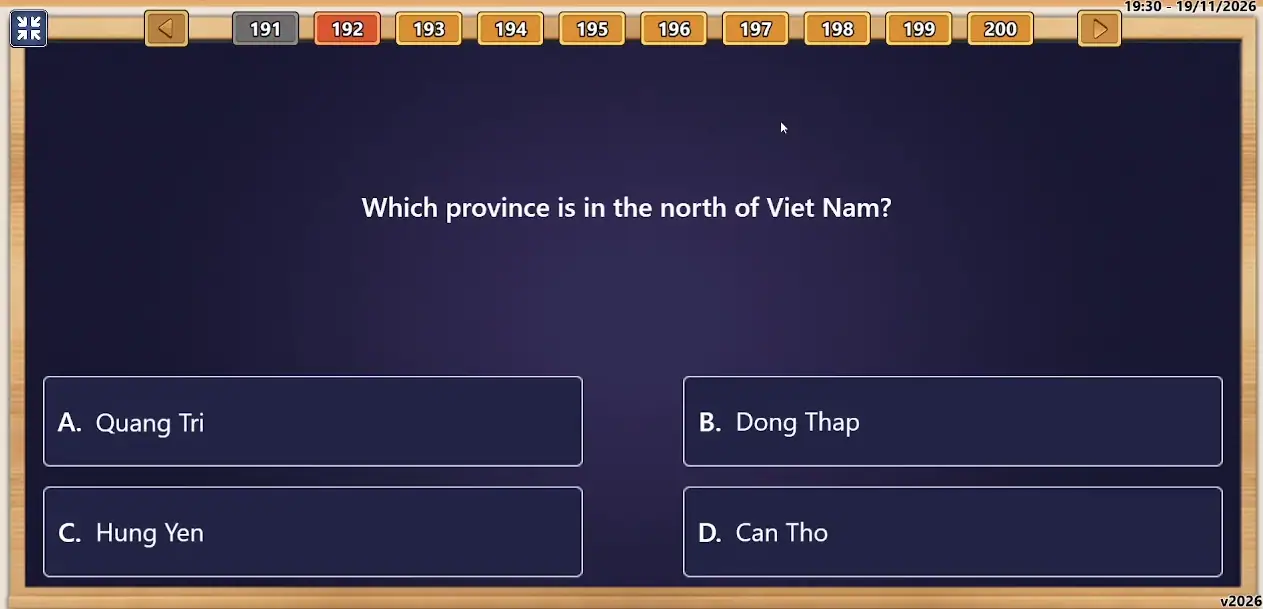 19:30 - 19/11/2026
191 192 193 194 195 196 197 198 199 200
Which province is in the north of Viet Nam?
A. Quang Tri
B. Dong Thap
C. Hung Yen
D. Can Tho
v2026